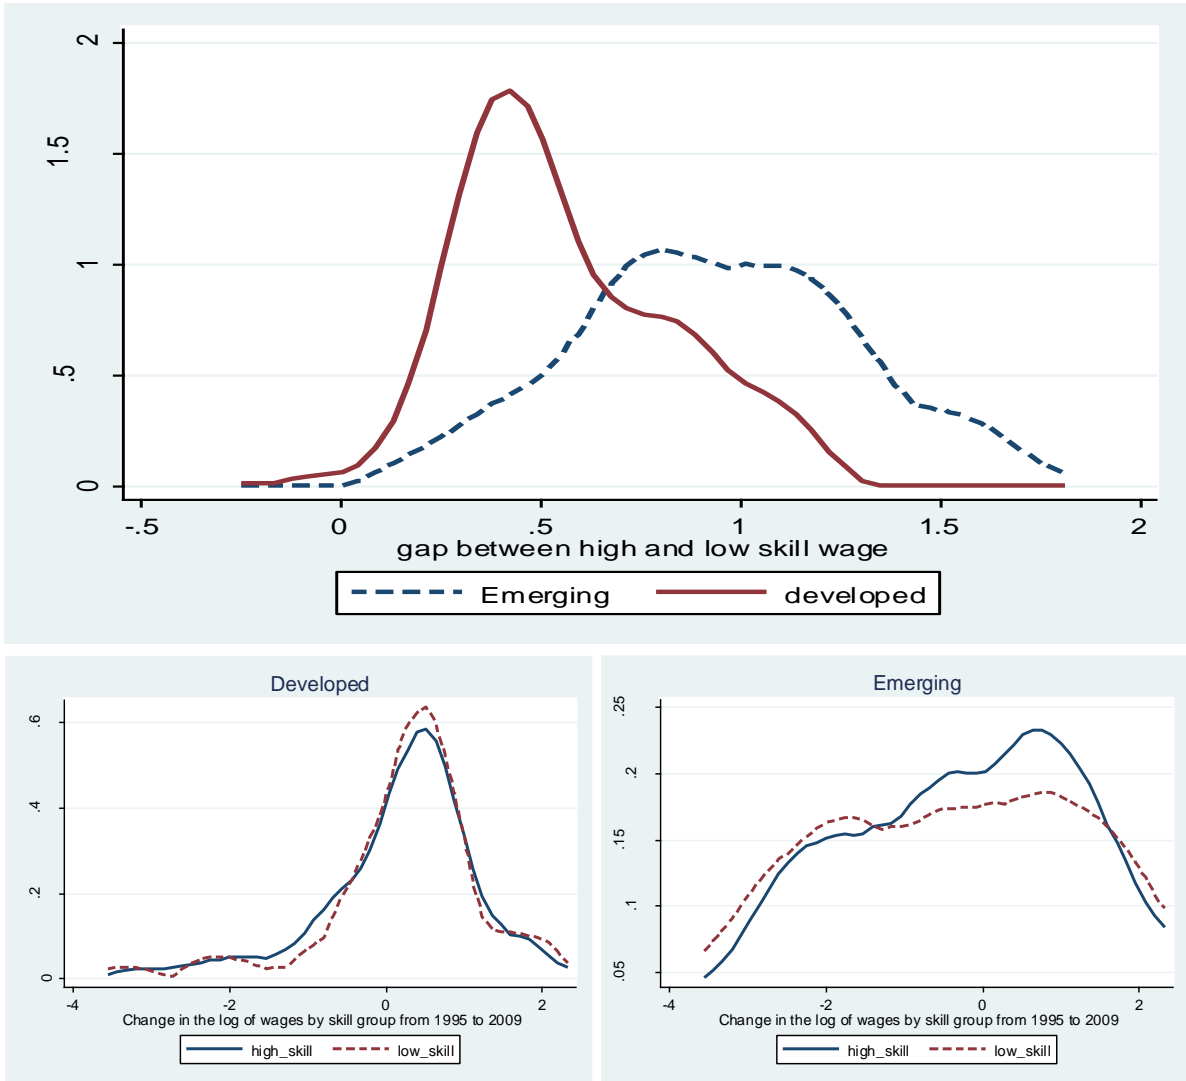 2
1.5
1
.5
0
-.5 0 .5 1 1.5 2
gap between high and low skill wage
Emerging developed
Developed
.6
.4
.2
0
-4 -2 0 2
Change in the log of wages by skill group from 1995 to 2009
high_skill low_skill
Emerging
.25
.2
.15
.1
.05
-4 -2 0 2
Change in the log of wages by skill group from 1995 to 2009
high_skill low_skill